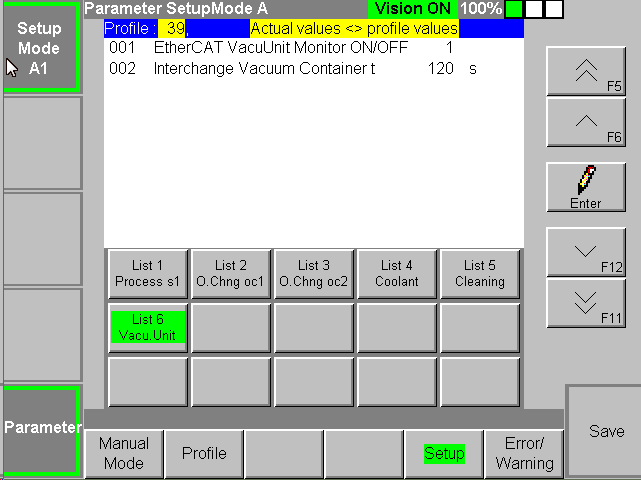 Setup
Mode
A1
Parameter SetupMode A Vision ON 100%
Profile : 39, Actual values <> profile values
001 EtherCAT VacuUnit Monitor ON/OFF 1
002 Interchange Vacuum Container t 120 s
F5
F6
Enter
F12
F11
List 1
Process s1
List 2
O.Chng oc1
List 3
O.Chng oc2
List 4
Coolant
List 5
Cleaning
List 6
Vacu.Unit
Parameter
Manual
Mode
Profile
Setup
Error/
Warning
Save